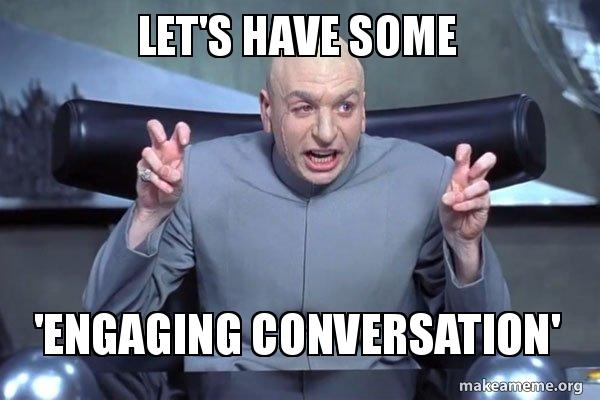 LET'S HAVE SOME
'ENGAGING CONVERSATION'
makeameme.org